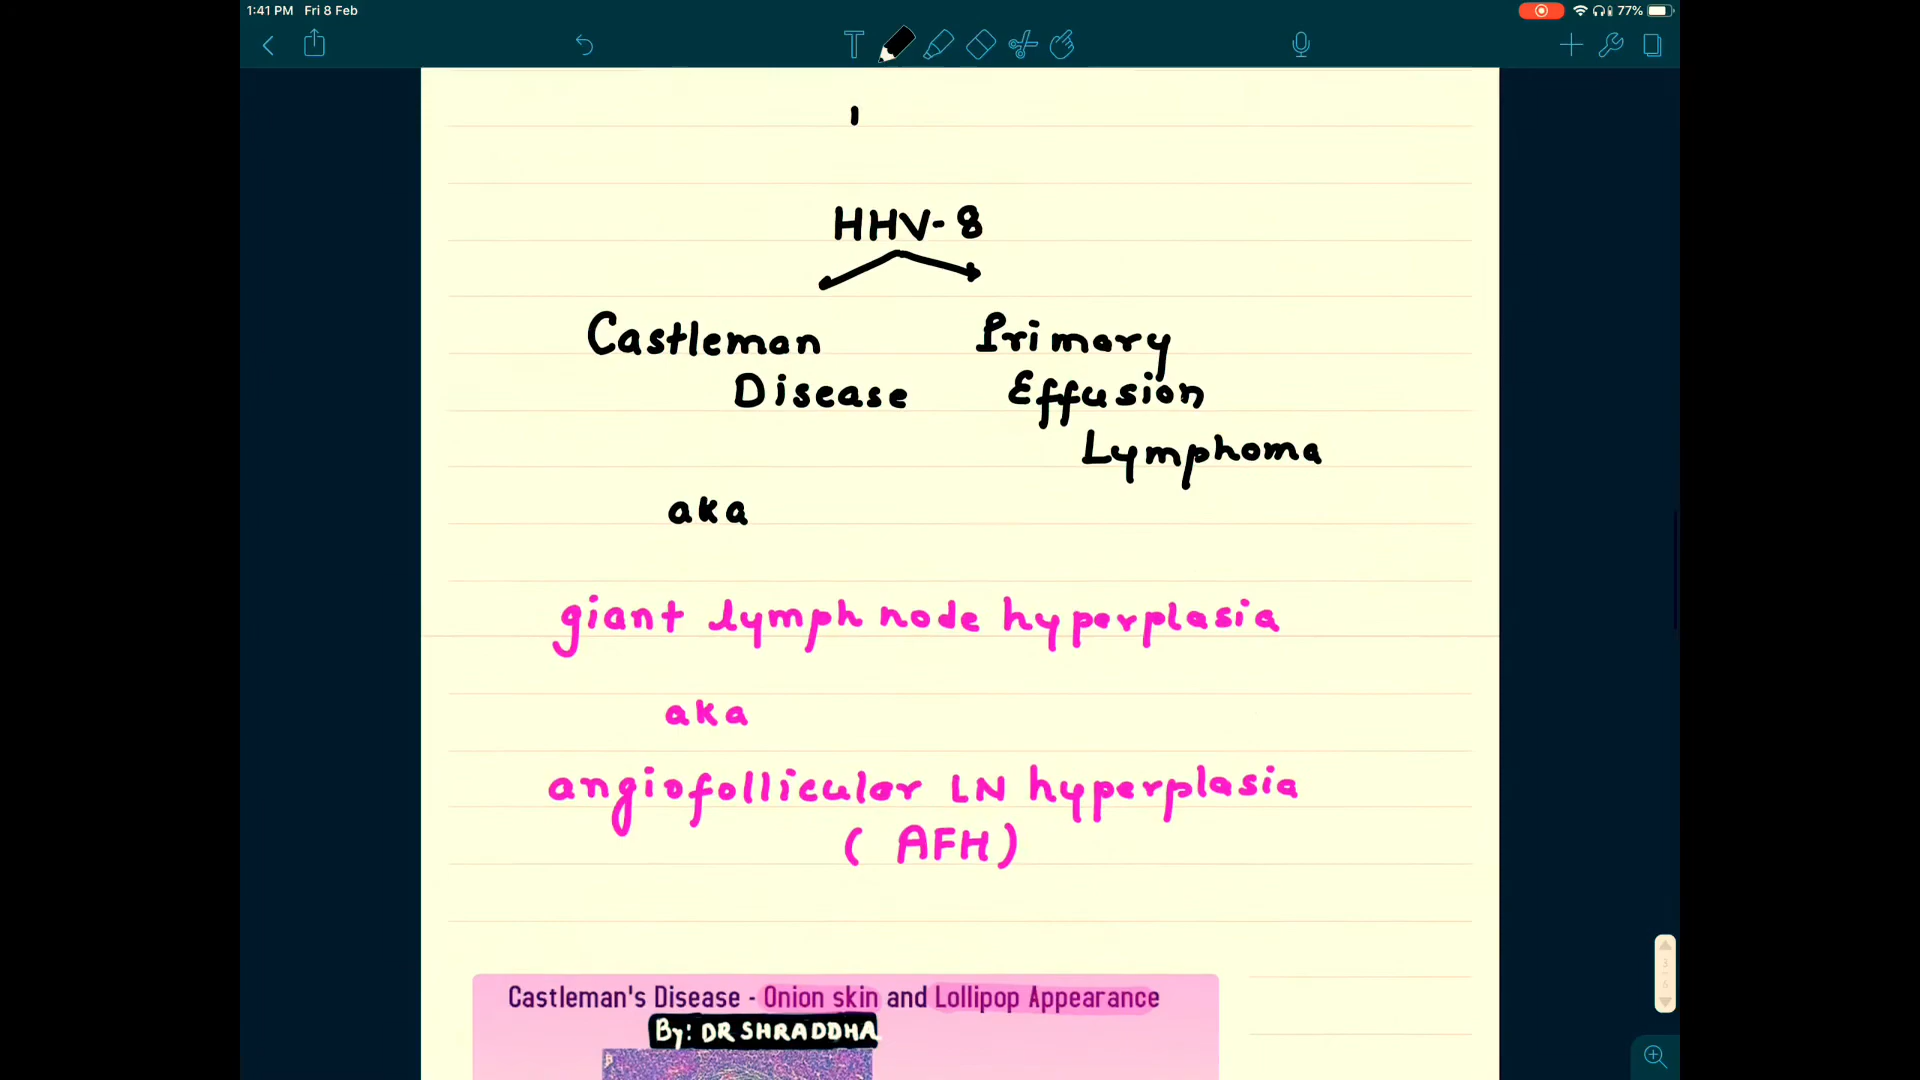 1:41 PM Fri 8 Feb
77%
T
HHV-8
Castleman Primary
Disease Effusion
Lymphoma
aka
giant lymph node hyperplasia
aka
angiofollicular LN hyperplasia
( AFH )
Castleman's Disease - Onion skin and Lollipop Appearance
By: DR SHRADDHA